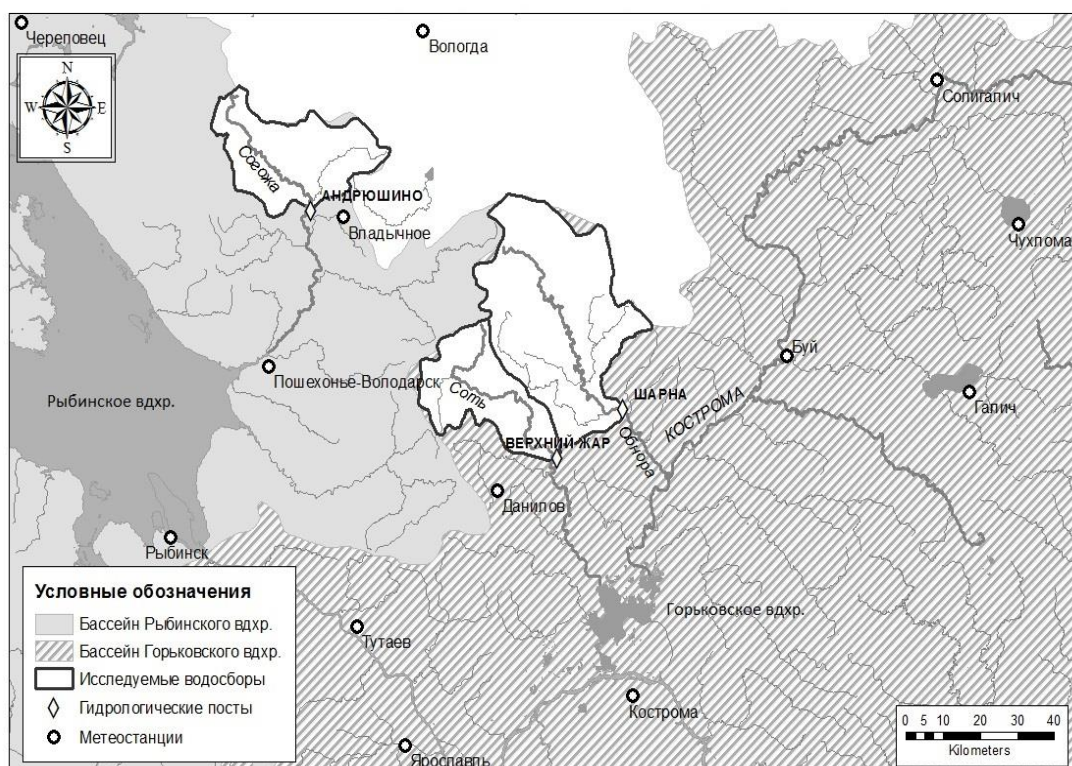 Череповец
Вологда
N
W E
S
Солигалич
Согожа
АНДРЮШИНО
Владычное
Чухлома
Буй
Пошехонье-Володарск
Рыбинское вдхр.
Соть
ШАРНА
КОСТРОМА
Галич
ВЕРХНИЙ ЖАР
Обнора
Данилов
Рыбинск
Горьковское вдхр.
Тутаев
Кострома
Ярославль
Условные обозначения
Бассейн Рыбинского вдхр.
Бассейн Горьковского вдхр.
Исследуемые водосборы
Гидрологические посты
Метеостанции
0 5 10 20 30 40
Kilometers